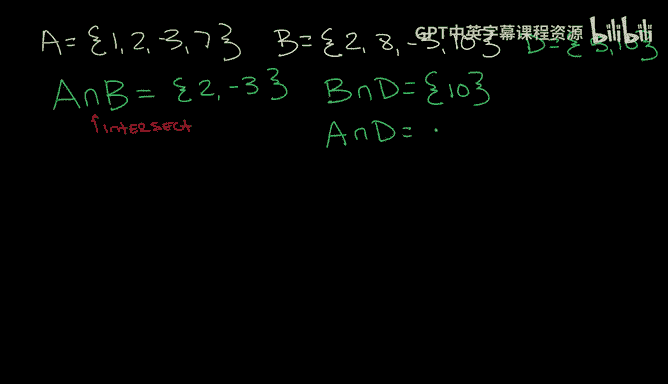 GPT中英字幕课程资源 bilibili
A = {1, 2, -3, 7} B = {2, 8, -3, 10} D = { 10}
A∩B = {2, -3} B∩D = {10}
↑INTERSECT
A∩D =